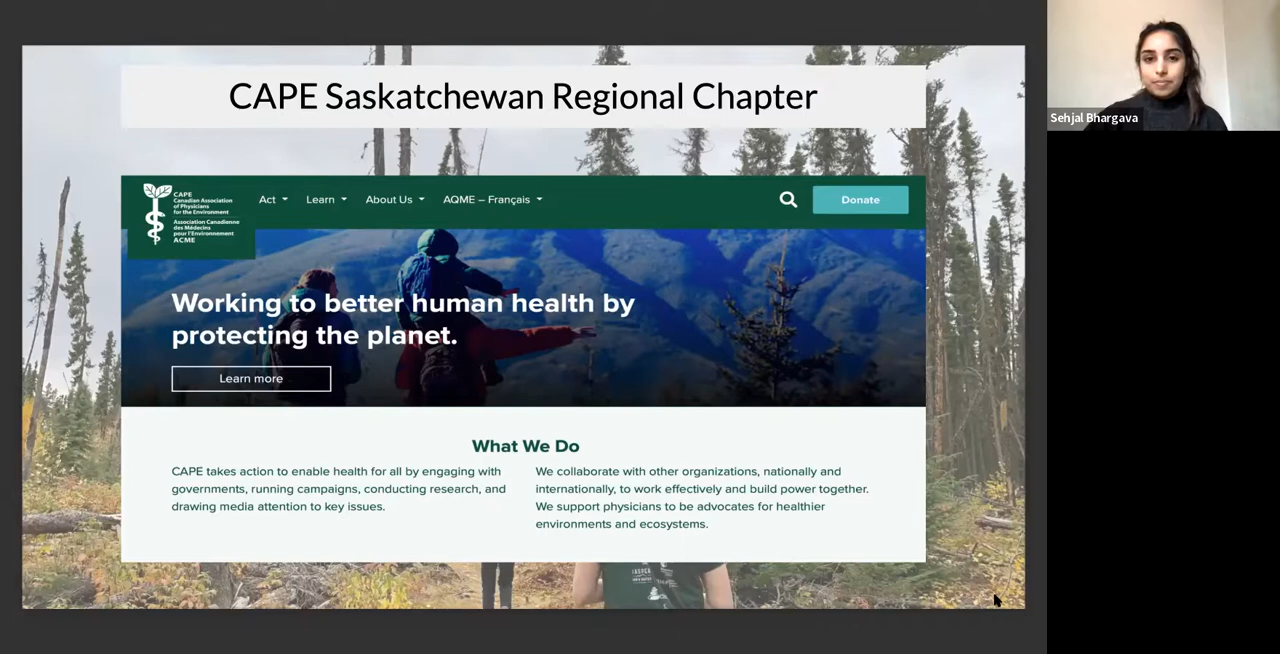 CAPE Saskatchewan Regional Chapter
CAPE
Canadian Association
of Physicians
for the Environment
Association Canadienne
des Médecins
pour l'Environnement
ACME
Act
Learn
About Us
AQME – Français
Donate
Working to better human health by
protecting the planet.
Learn more
What We Do
CAPE takes action to enable health for all by engaging with
governments, running campaigns, conducting research, and
drawing media attention to key issues.
We collaborate with other organizations, nationally and
internationally, to work effectively and build power together.
We support physicians to be advocates for healthier
environments and ecosystems.
Sehjal Bhargava